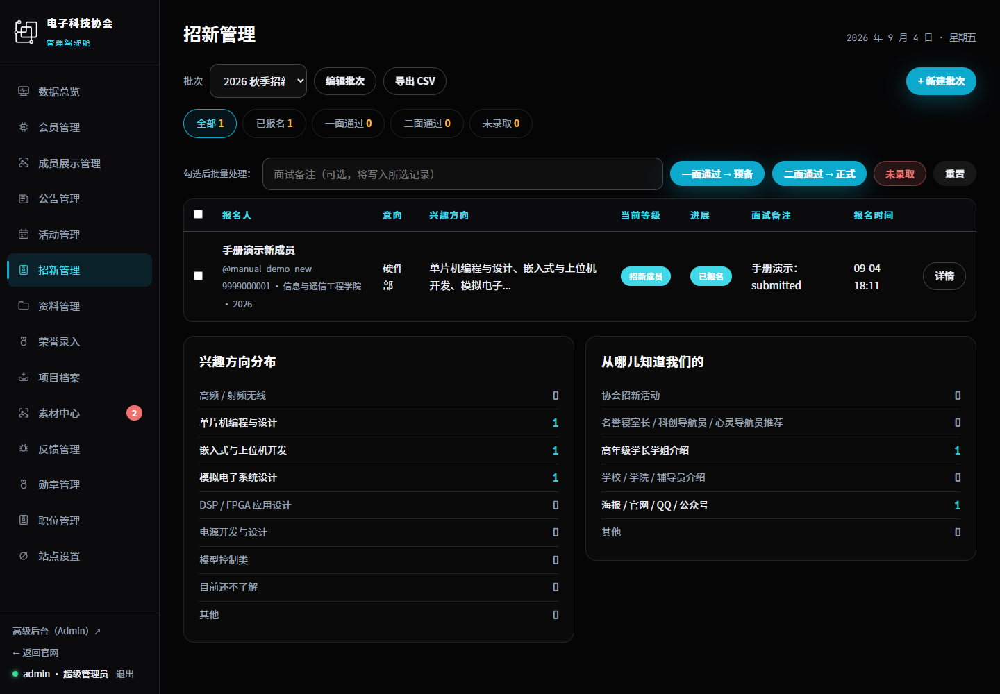 电子科技协会
管理驾驶舱
数据总览
会员管理
成员展示管理
公告管理
活动管理
招新管理
资料管理
荣誉录入
项目档案
素材中心 2
反馈管理
勋章管理
职位管理
站点设置
高级后台（Admin）↗
← 返回官网
admin · 超级管理员 退出
招新管理
2026 年 9 月 4 日 · 星期五
批次 2026 秋季招新 编辑批次 导出 CSV + 新建批次
全部 1 已报名 1 一面通过 0 二面通过 0 未录取 0
勾选后批量处理： 面试备注（可选，将写入所选记录） 一面通过 → 预备 二面通过 → 正式 未录取 重置
报名人 意向 兴趣方向 当前等级 进展 面试备注 报名时间
手册演示新成员
@manual_demo_new
9999000001 · 信息与通信工程学院
· 2026
硬件
部
单片机编程与设计、嵌入式与上位机
开发、模拟电子...
招新成员
已报名
手册演示：
submitted
09-04
18:11
详情
兴趣方向分布
高频 / 射频无线 0
单片机编程与设计 1
嵌入式与上位机开发 1
模拟电子系统设计 1
DSP / FPGA 应用设计 0
电源开发与设计 0
模型控制类 0
目前还不了解 0
其他 0
从哪儿知道我们的
协会招新活动 0
名誉寝室长 / 科创导航员 / 心灵导航员推荐 0
高年级学长学姐介绍 1
学校 / 学院 / 辅导员介绍 0
海报 / 官网 / QQ / 公众号 1
其他 0